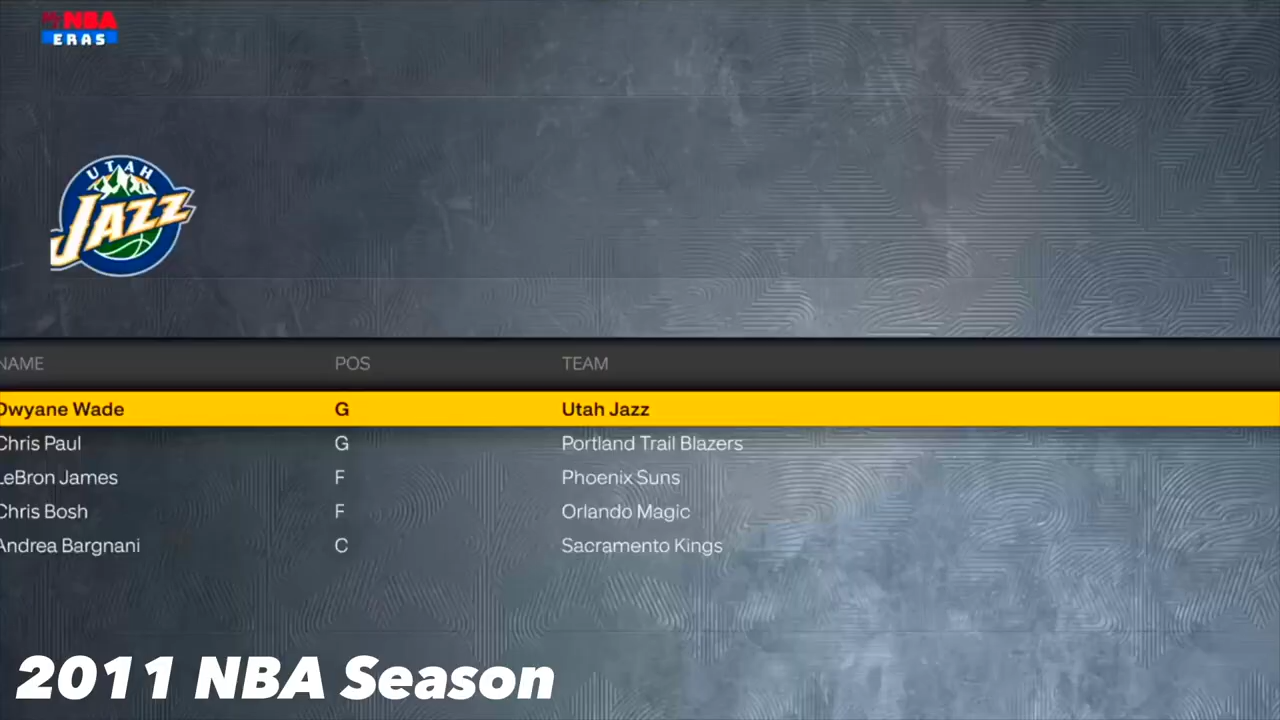 MyNBA
ERAS
UTAH
JAZZ
NAME POS TEAM
Dwyane Wade G Utah Jazz
Chris Paul G Portland Trail Blazers
LeBron James F Phoenix Suns
Chris Bosh F Orlando Magic
Andrea Bargnani C Sacramento Kings
2011 NBA Season